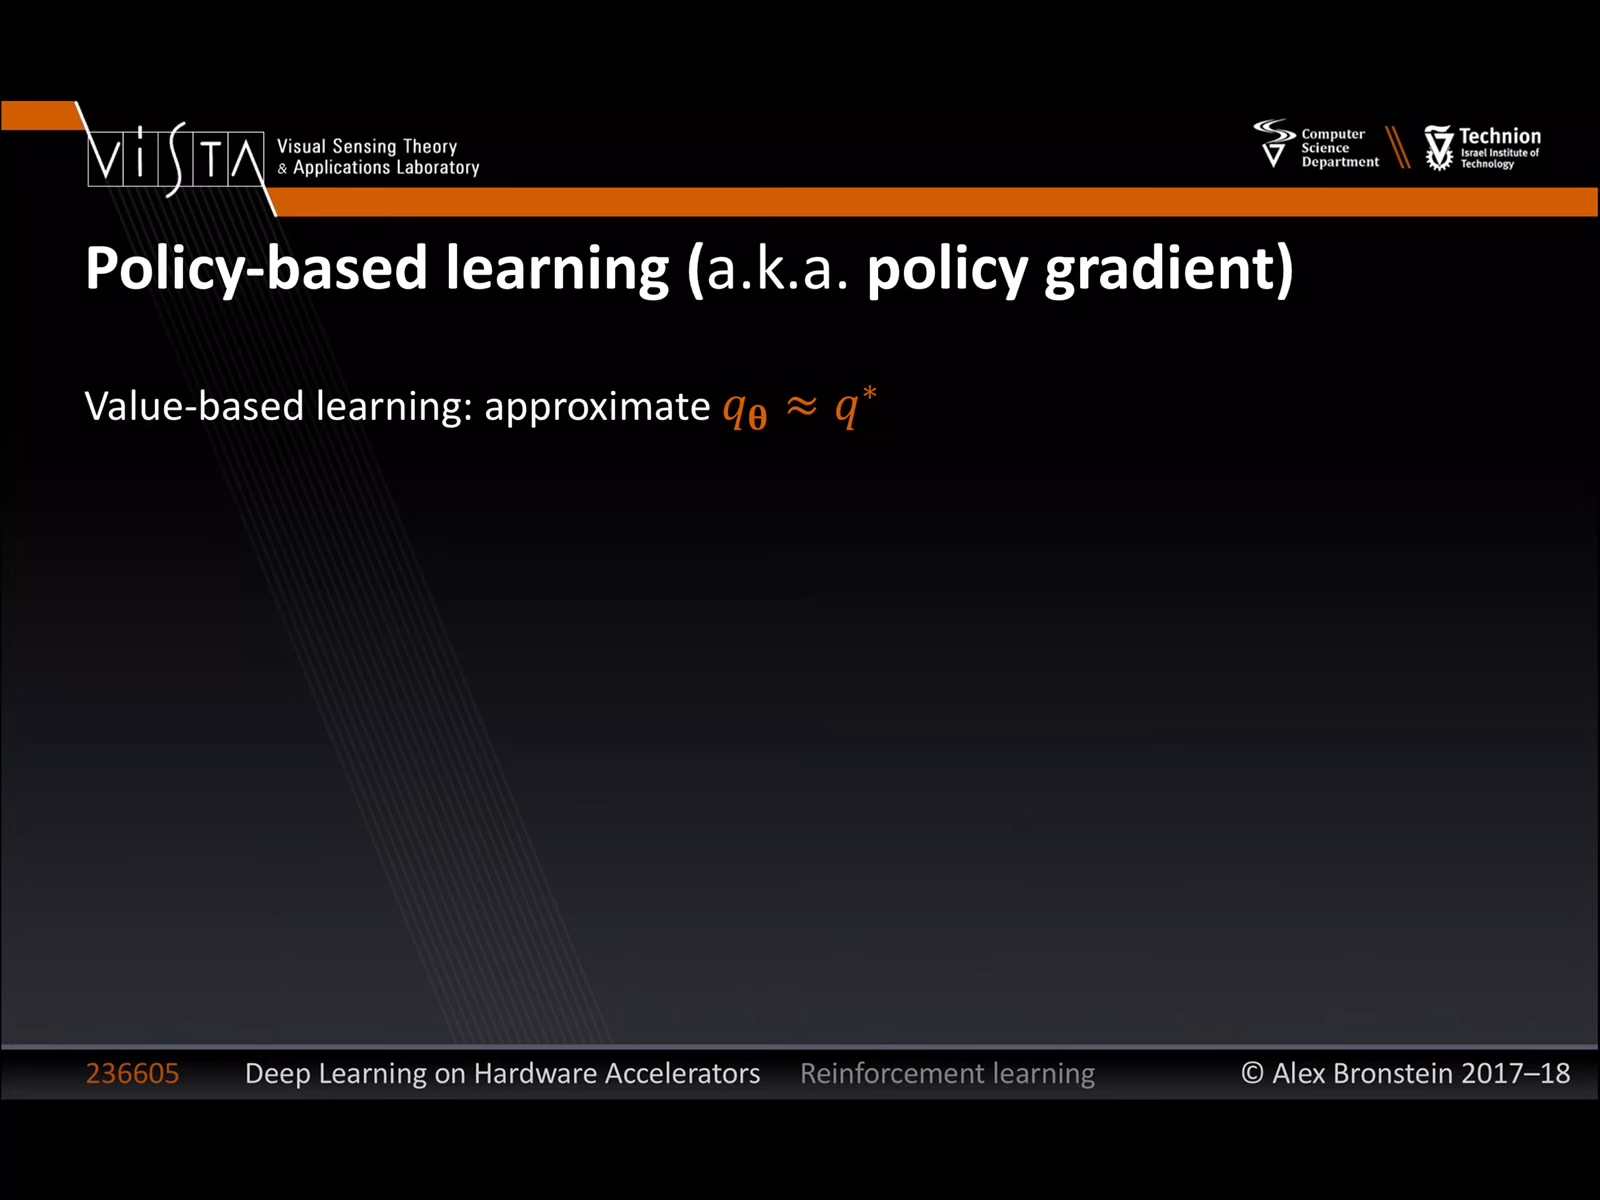 ViSTA
Visual Sensing Theory
& Applications Laboratory
Computer
Science
Department
Technion
Israel Institute of
Technology
Policy-based learning (a.k.a. policy gradient)
Value-based learning: approximate q_𝛉 ≈ q*
236605 Deep Learning on Hardware Accelerators Reinforcement learning © Alex Bronstein 2017–18